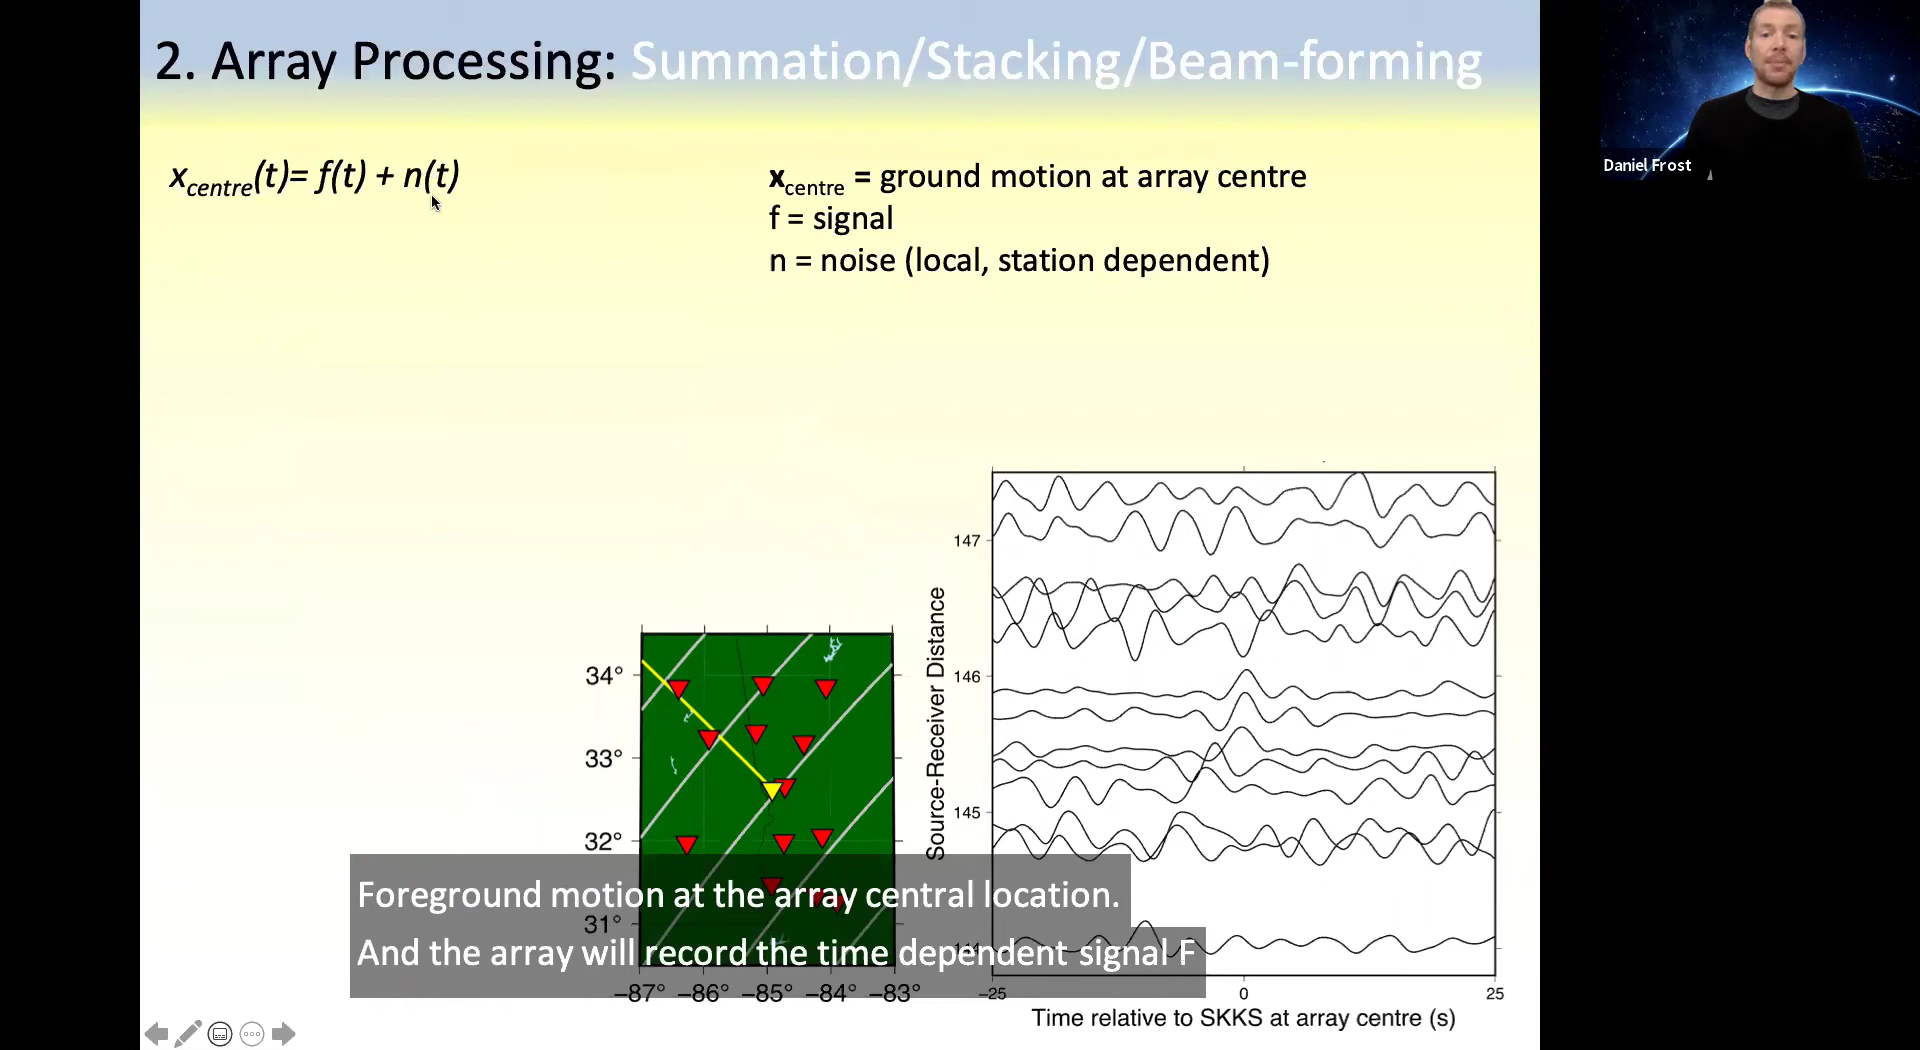 2. Array Processing: Summation/Stacking/Beam-forming
x_centre(t)= f(t) + n(t)
x_centre = ground motion at array centre
f = signal
n = noise (local, station dependent)
Daniel Frost
34°
33°
32°
31°
−87° −86° −85° −84° −83°
Source-Receiver Distance
147
146
145
−25 0 25
Time relative to SKKS at array centre (s)
Foreground motion at the array central location.
And the array will record the time dependent signal F